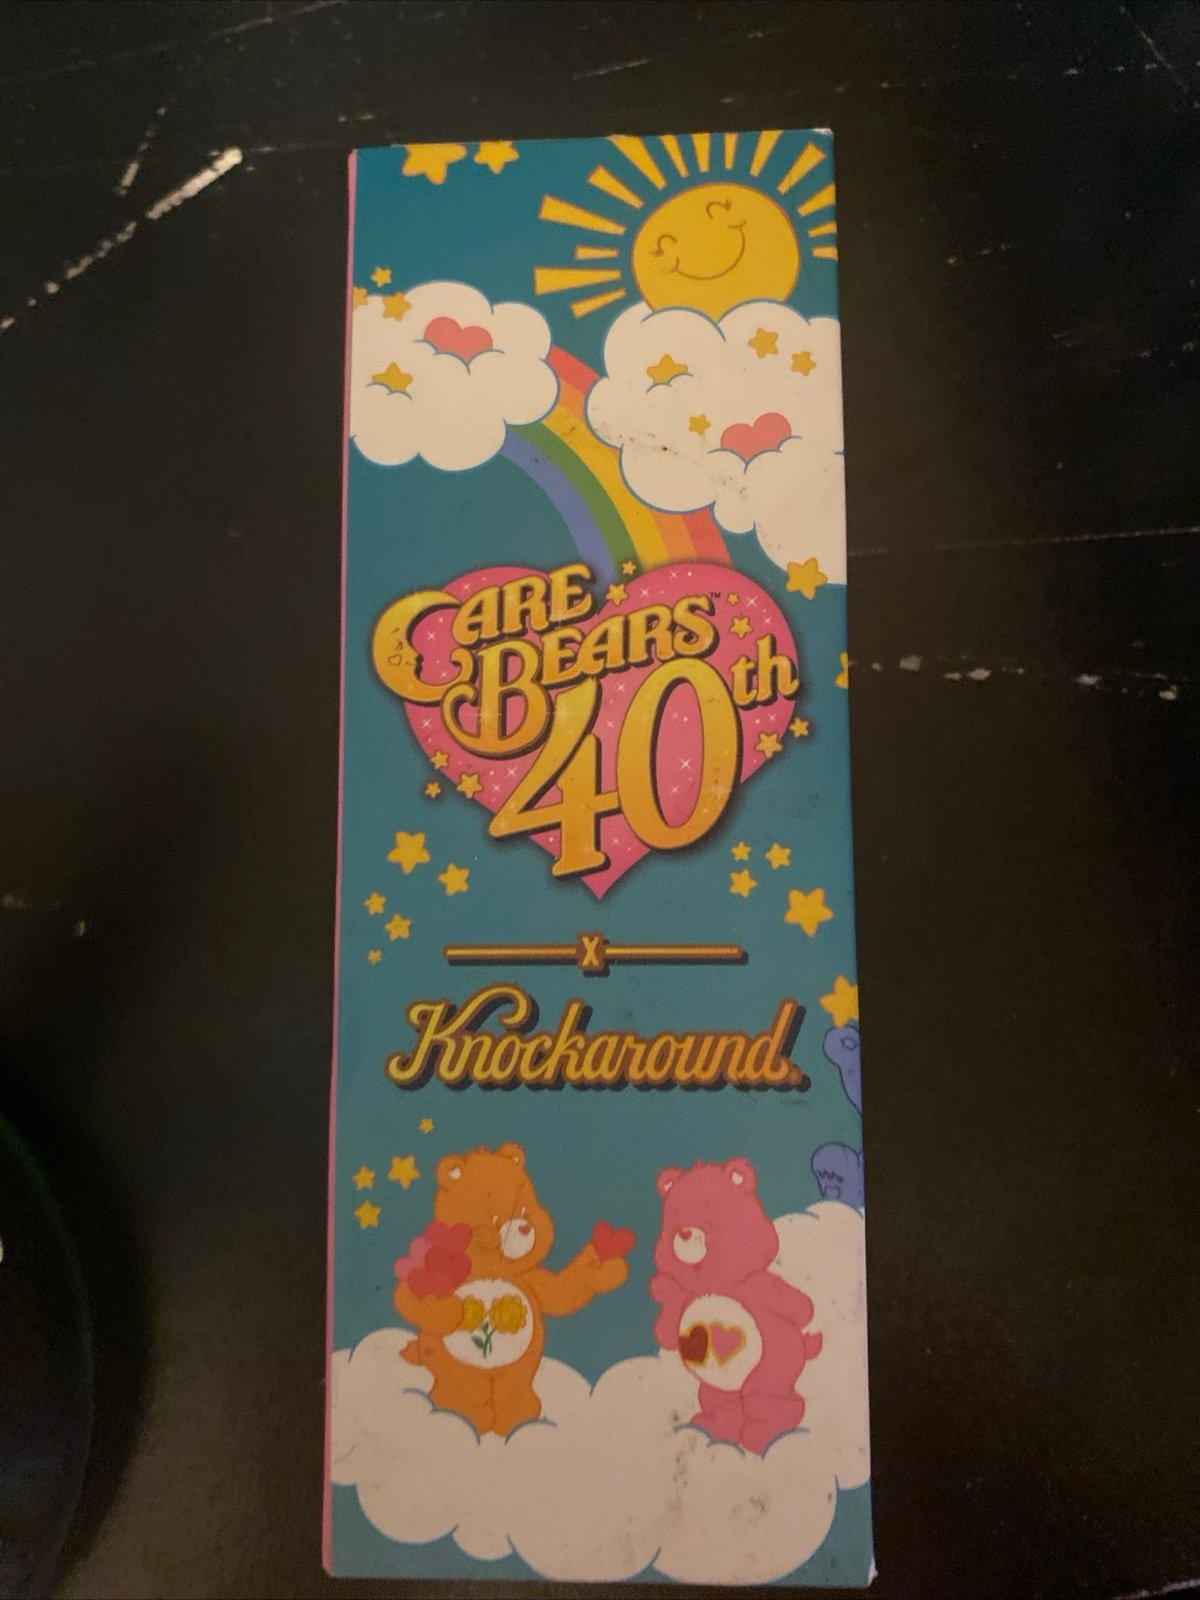 CARE
BEARS™
40th
X
Knockaround.